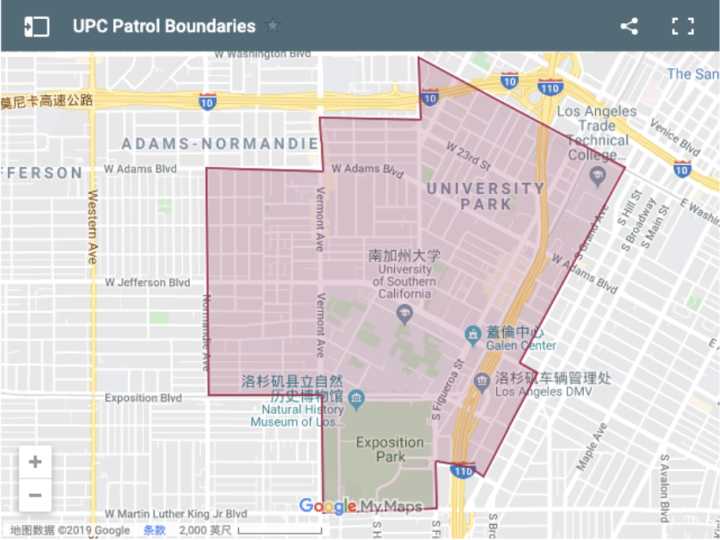 UPC Patrol Boundaries
W Washington Blvd
The San
10
110
莫尼卡高速公路
10
10
Los Angeles
Trade
Technical
College...
Venice Blvd
ADAMS-NORMANDIE
W 23rd St
FFERSON
W Adams Blvd
W Adams Blvd
10
UNIVERSITY
PARK
Western Ave
Vermont Ave
S Hill St
S Broadway
S Main St
E Washin
S Grand Ave
南加州大学
University
of Southern
California
W Adams Blvd
W Jefferson Blvd
Normandie Ave
Vermont Ave
蓋倫中心
Galen Center
洛杉矶县立自然
历史博物馆
Natural History
Museum of Los...
S Figueroa St
洛杉矶车辆管理处
Los Angeles DMV
Exposition Blvd
Exposition
Park
Maple Ave
S Avalon Blvd
110
Google My Maps
W Martin Luther King Jr Blvd
地图数据 ©2019 Google 条款 2,000 英尺
S H
S Brc